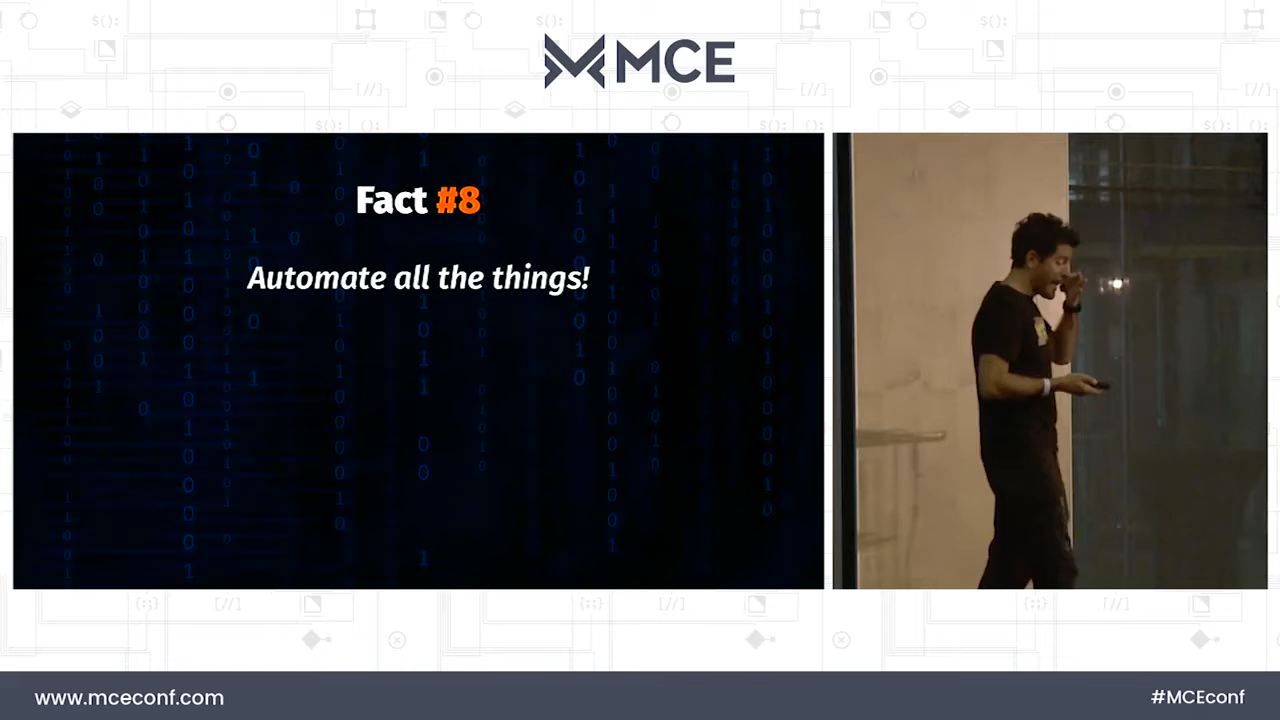 MCE
Fact #8
Automate all the things!
www.mceconf.com
#MCEconf